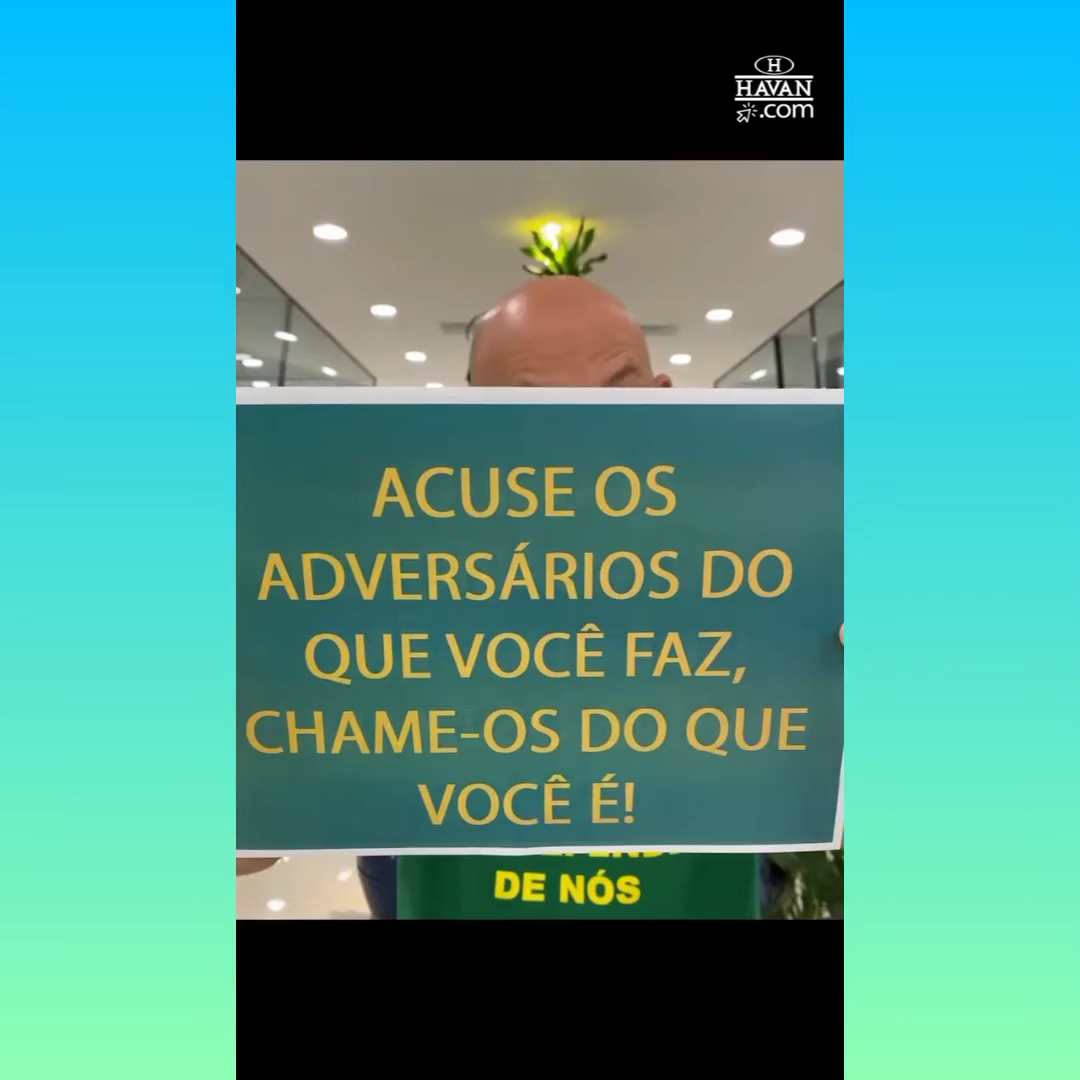 H
HAVAN
.com
ACUSE OS
ADVERSÁRIOS DO
QUE VOCÊ FAZ,
CHAME-OS DO QUE
VOCÊ É!
DE NÓS